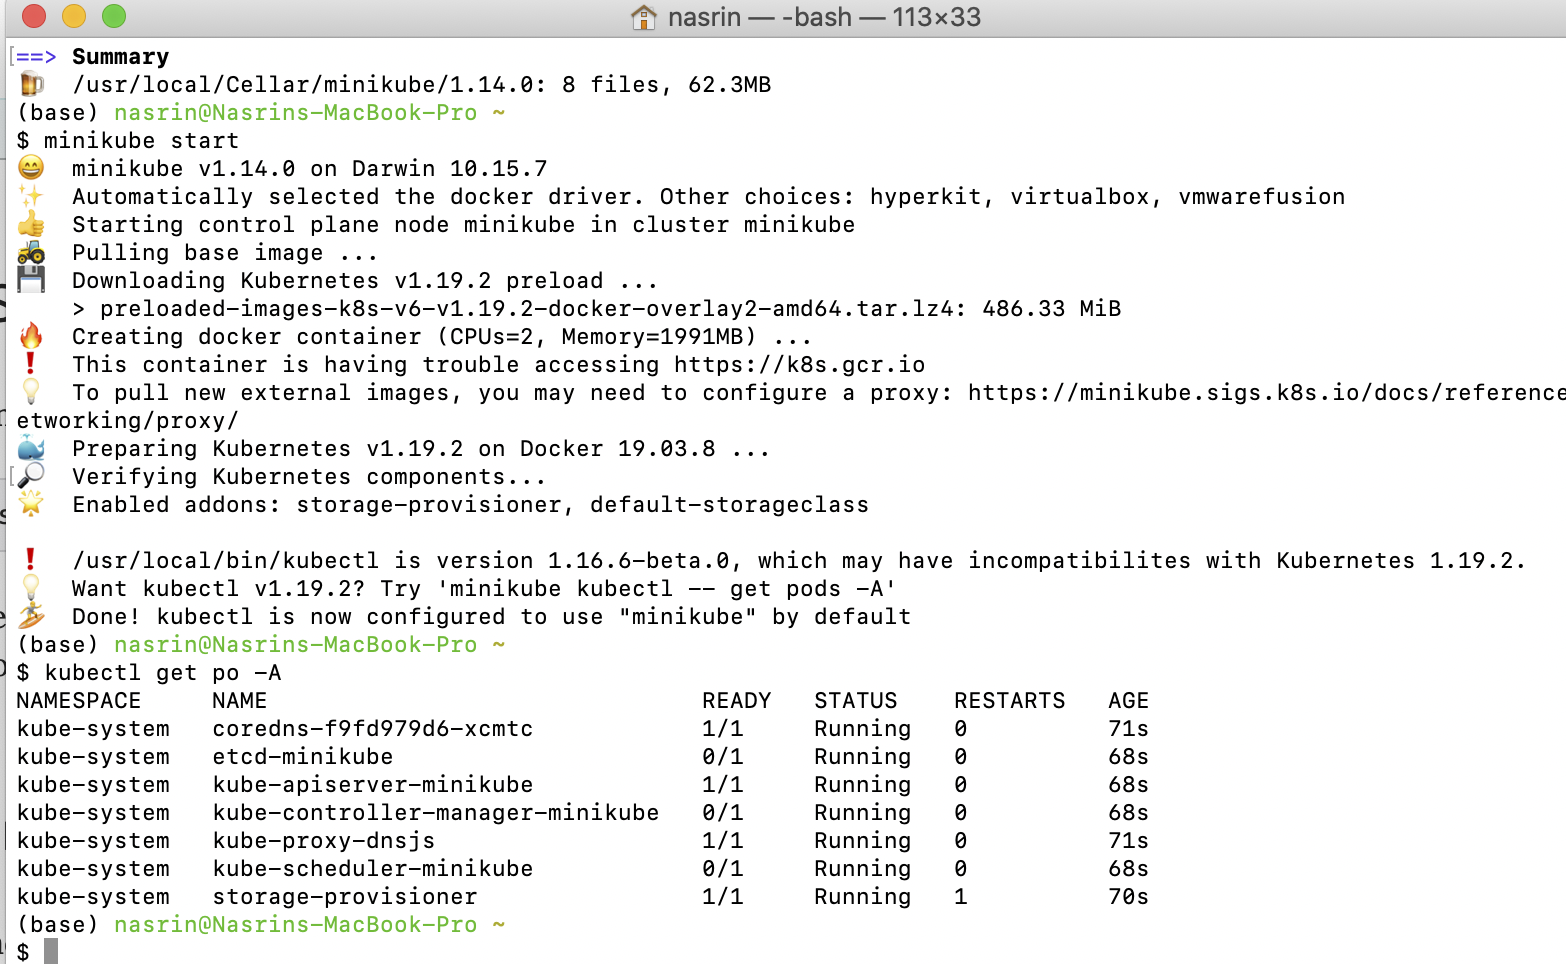 nasrin — -bash — 113×33
==> Summary
🍺  /usr/local/Cellar/minikube/1.14.0: 8 files, 62.3MB
(base) nasrin@Nasrins-MacBook-Pro ~
$ minikube start
😄  minikube v1.14.0 on Darwin 10.15.7
✨  Automatically selected the docker driver. Other choices: hyperkit, virtualbox, vmwarefusion
👍  Starting control plane node minikube in cluster minikube
🚜  Pulling base image ...
💾  Downloading Kubernetes v1.19.2 preload ...
    > preloaded-images-k8s-v6-v1.19.2-docker-overlay2-amd64.tar.lz4: 486.33 MiB
🔥  Creating docker container (CPUs=2, Memory=1991MB) ...
❗  This container is having trouble accessing https://k8s.gcr.io
💡  To pull new external images, you may need to configure a proxy: https://minikube.sigs.k8s.io/docs/reference
etworking/proxy/
🐳  Preparing Kubernetes v1.19.2 on Docker 19.03.8 ...
🔎  Verifying Kubernetes components...
🌟  Enabled addons: storage-provisioner, default-storageclass
❗  /usr/local/bin/kubectl is version 1.16.6-beta.0, which may have incompatibilites with Kubernetes 1.19.2.
💡  Want kubectl v1.19.2? Try 'minikube kubectl -- get pods -A'
🏄  Done! kubectl is now configured to use "minikube" by default
(base) nasrin@Nasrins-MacBook-Pro ~
$ kubectl get po -A
NAMESPACE     NAME                               READY   STATUS    RESTARTS   AGE
kube-system   coredns-f9fd979d6-xcmtc            1/1     Running   0          71s
kube-system   etcd-minikube                      0/1     Running   0          68s
kube-system   kube-apiserver-minikube            1/1     Running   0          68s
kube-system   kube-controller-manager-minikube   0/1     Running   0          68s
kube-system   kube-proxy-dnsjs                   1/1     Running   0          71s
kube-system   kube-scheduler-minikube            0/1     Running   0          68s
kube-system   storage-provisioner                1/1     Running   1          70s
(base) nasrin@Nasrins-MacBook-Pro ~
$